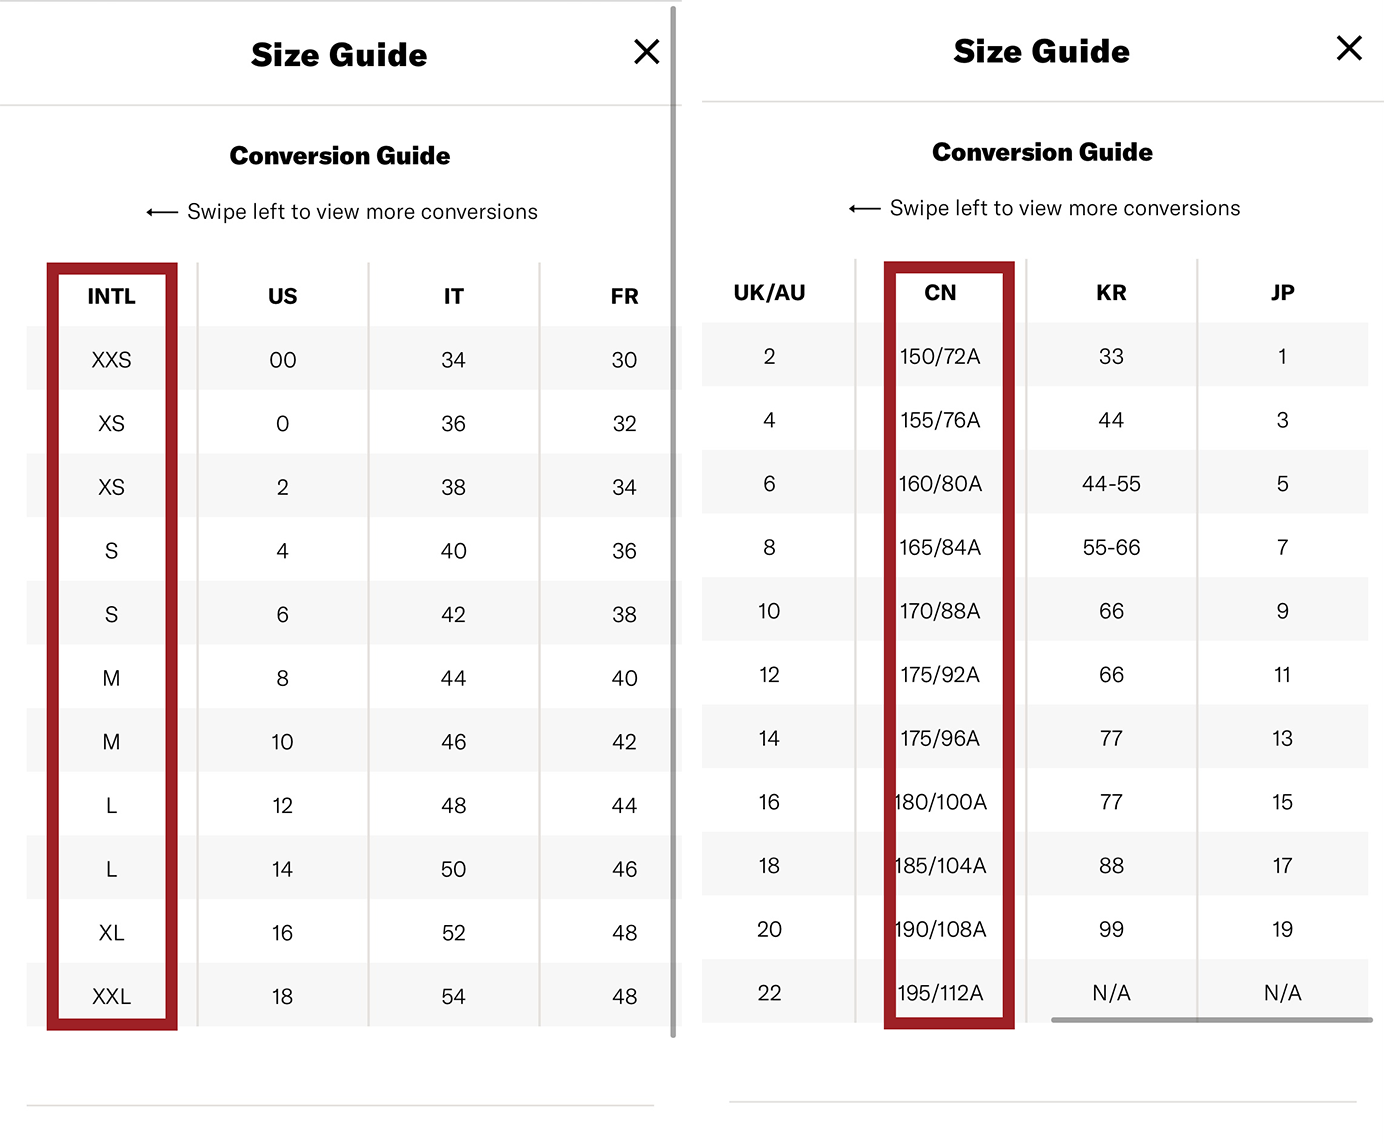 Size Guide
Conversion Guide
← Swipe left to view more conversions
INTL US IT FR
XXS 00 34 30
XS 0 36 32
XS 2 38 34
S 4 40 36
S 6 42 38
M 8 44 40
M 10 46 42
L 12 48 44
L 14 50 46
XL 16 52 48
XXL 18 54 48
Size Guide
Conversion Guide
← Swipe left to view more conversions
UK/AU CN KR JP
2 150/72A 33 1
4 155/76A 44 3
6 160/80A 44-55 5
8 165/84A 55-66 7
10 170/88A 66 9
12 175/92A 66 11
14 175/96A 77 13
16 180/100A 77 15
18 185/104A 88 17
20 190/108A 99 19
22 195/112A N/A N/A